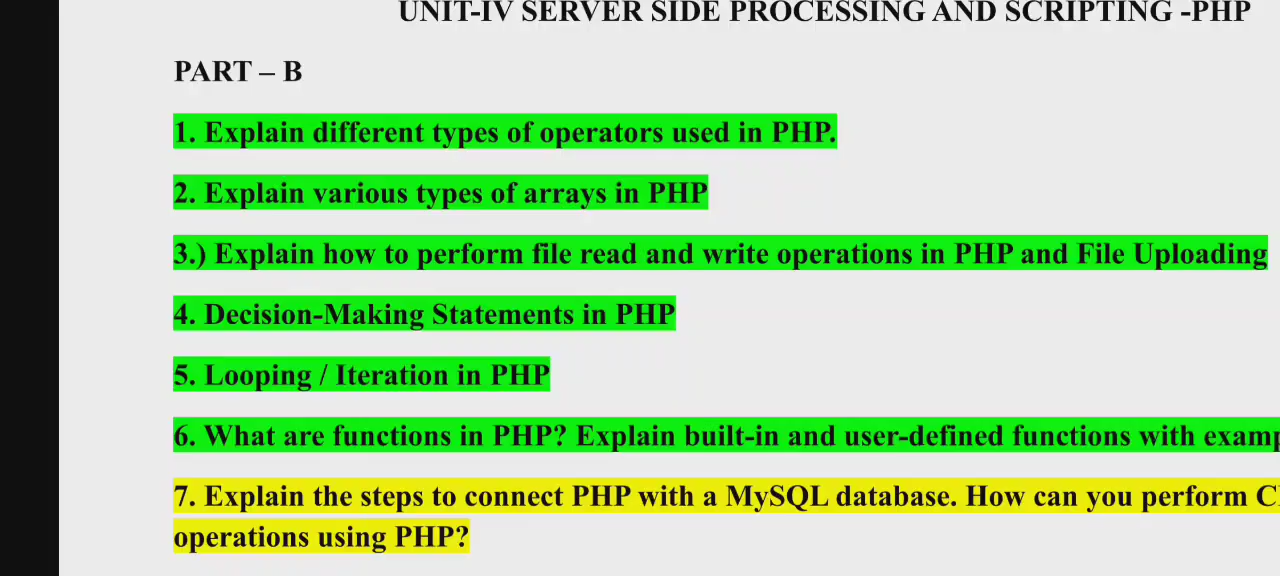 UNIT-IV SERVER SIDE PROCESSING AND SCRIPTING -PHP
PART – B
1. Explain different types of operators used in PHP.
2. Explain various types of arrays in PHP
3.) Explain how to perform file read and write operations in PHP and File Uploading
4. Decision-Making Statements in PHP
5. Looping / Iteration in PHP
6. What are functions in PHP? Explain built-in and user-defined functions with
7. Explain the steps to connect PHP with a MySQL database. How can you perform
operations using PHP?